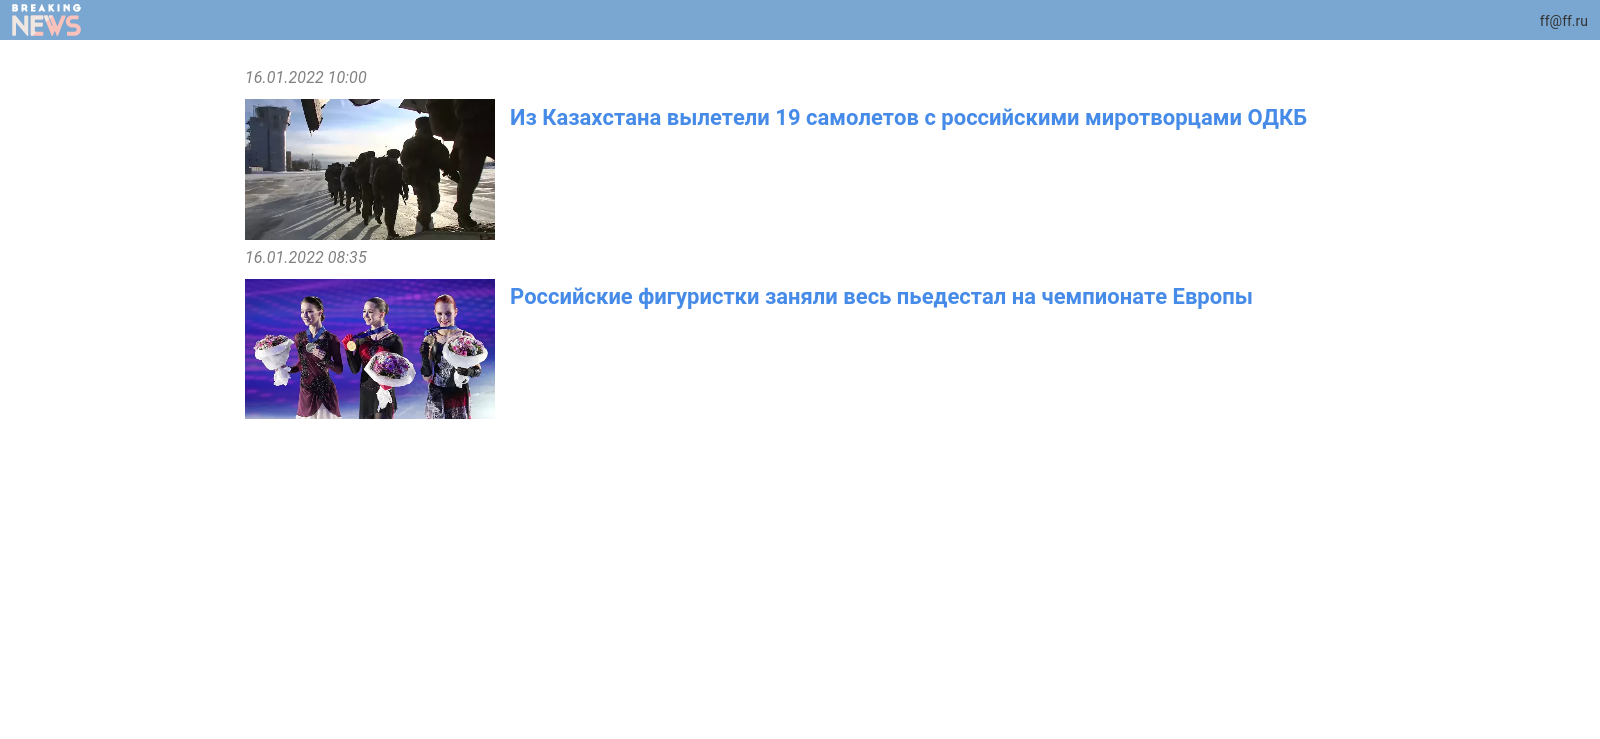 BREAKING
NEWS
ff@ff.ru
16.01.2022 10:00
Из Казахстана вылетели 19 самолетов с российскими миротворцами ОДКБ
16.01.2022 08:35
Российские фигуристки заняли весь пьедестал на чемпионате Европы